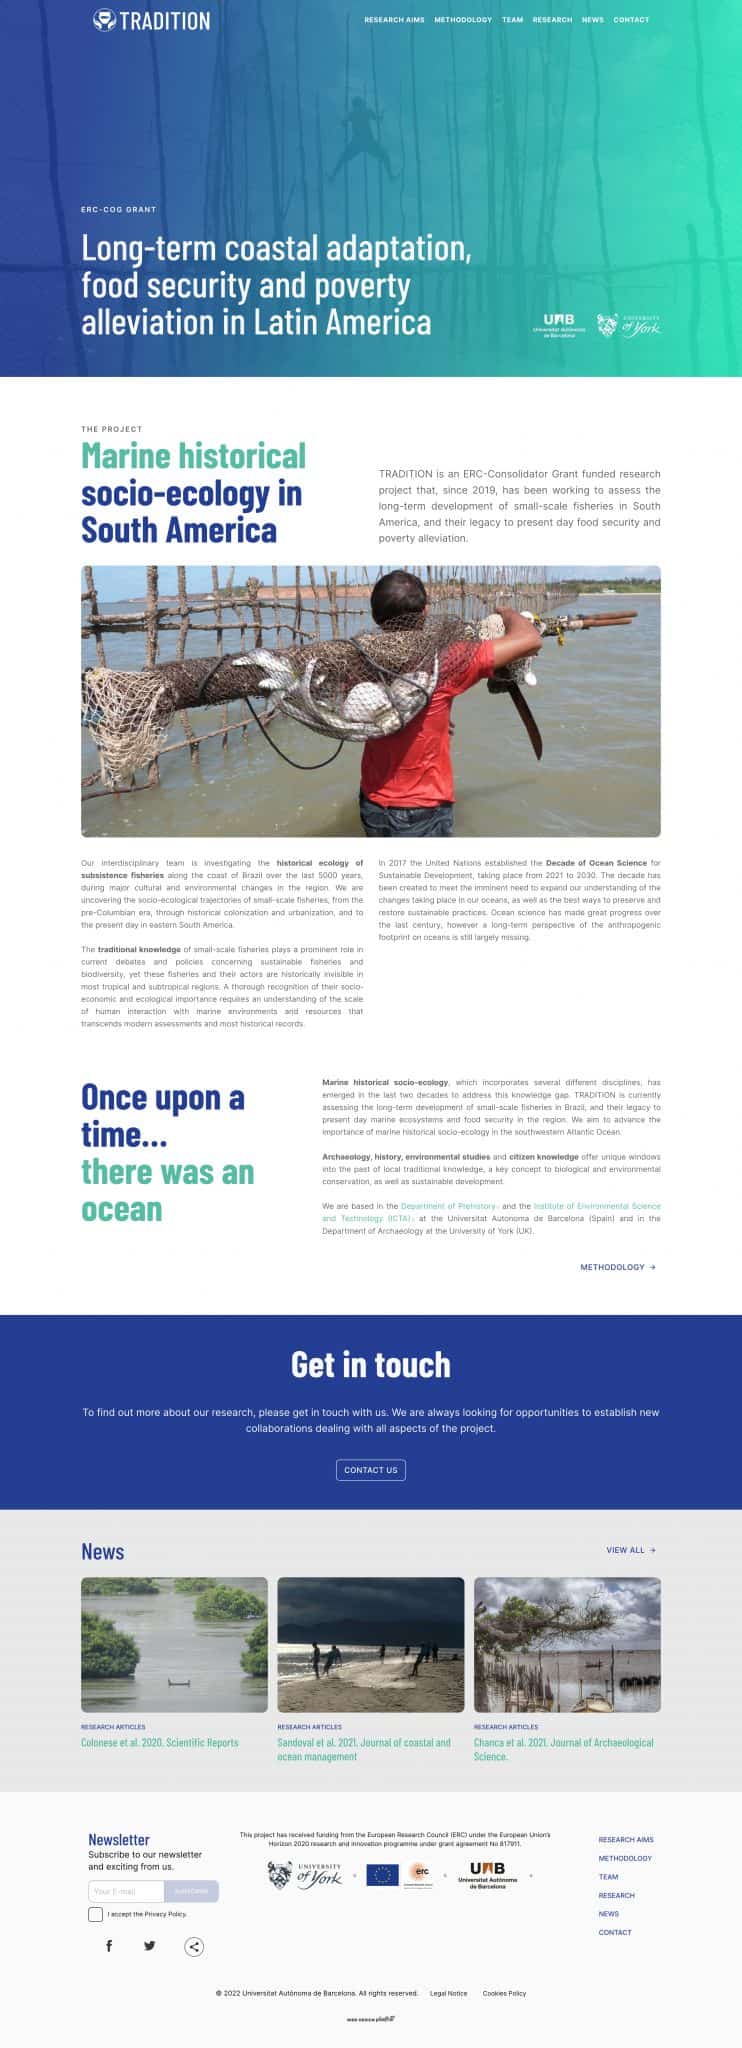 TRADITION
RESEARCH AIMS METHODOLOGY TEAM RESEARCH NEWS CONTACT
ERC-COG GRANT
Long-term coastal adaptation,
food security and poverty
alleviation in Latin America
UAB
Universitat Autònoma
de Barcelona
UNIVERSITY
of York
THE PROJECT
Marine historical
socio-ecology in
South America
TRADITION is an ERC-Consolidator Grant funded research
project that, since 2019, has been working to assess the
long-term development of small-scale fisheries in South
America, and their legacy to present day food security and
poverty alleviation.
Our interdisciplinary team is investigating the historical ecology of
subsistence fisheries along the coast of Brazil over the last 5000 years,
during major cultural and environmental changes in the region. We are
uncovering the socio-ecological trajectories of small-scale fisheries, from the
pre-Columbian era, through historical colonization and urbanization, and to
the present day in eastern South America.
The traditional knowledge of small-scale fisheries plays a prominent role in
current debates and policies concerning sustainable fisheries and
biodiversity, yet these fisheries and their actors are historically invisible in
most tropical and subtropical regions. A thorough recognition of their socio-
economic and ecological importance requires an understanding of the scale
of human interaction with marine environments and resources that
transcends modern assessments and most historical records.
In 2017 the United Nations established the Decade of Ocean Science for
Sustainable Development, taking place from 2021 to 2030. The decade has
been created to meet the imminent need to expand our understanding of the
changes taking place in our oceans, as well as the best ways to preserve and
restore sustainable practices. Ocean science has made great progress over
the last century, however a long-term perspective of the anthropogenic
footprint on oceans is still largely missing.
Once upon a
time...
there was an
ocean
Marine historical socio-ecology, which incorporates several different disciplines, has
emerged in the last two decades to address this knowledge gap. TRADITION is currently
assessing the long-term development of small-scale fisheries in Brazil, and their legacy to
present day marine ecosystems and food security in the region. We aim to advance the
importance of marine historical socio-ecology in the southwestern Atlantic Ocean.
Archaeology, history, environmental studies and citizen knowledge offer unique windows
into the past of local traditional knowledge, a key concept to biological and environmental
conservation, as well as sustainable development.
We are based in the Department of Prehistory and the Institute of Environmental Science
and Technology (ICTA) at the Universitat Autonoma de Barcelona (Spain) and in the
Department of Archaeology at the University of York (UK).
METHODOLOGY →
Get in touch
To find out more about our research, please get in touch with us. We are always looking for opportunities to establish new
collaborations dealing with all aspects of the project.
CONTACT US
News
VIEW ALL →
RESEARCH ARTICLES
Colonese et al. 2020. Scientific Reports
RESEARCH ARTICLES
Sandoval et al. 2021. Journal of coastal and
ocean management
RESEARCH ARTICLES
Chanca et al. 2021. Journal of Archaeological
Science.
Newsletter
Subscribe to our newsletter
and exciting from us.
Your E-mail
SUBSCRIBE
I accept the Privacy Policy.
This project has received funding from the European Research Council (ERC) under the European Union's
Horizon 2020 research and innovation programme under grant agreement No 817911.
UNIVERSITY
of York
erc
UAB
Universitat Autònoma
de Barcelona
RESEARCH AIMS
METHODOLOGY
TEAM
RESEARCH
NEWS
CONTACT
© 2022 Universitat Autònoma de Barcelona. All rights reserved. Legal Notice Cookies Policy